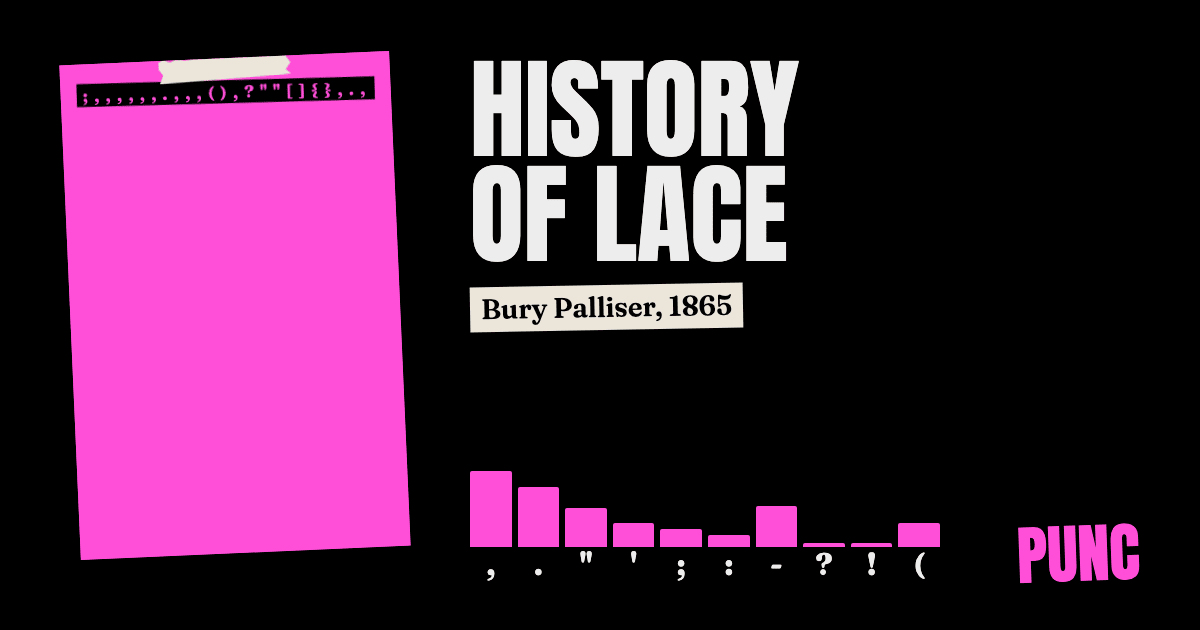 ;,,,,,,.,,,(),?""[]{},.,
HISTORY
OF LACE
Bury Palliser, 1865
, . " ' ; : - ? ! (
PUNC